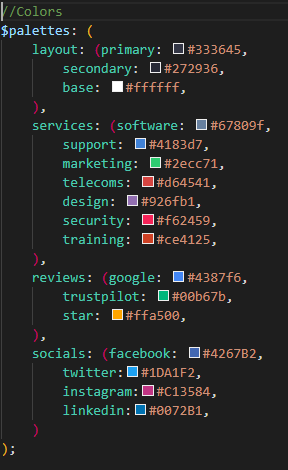 //Colors
$palettes: (
layout: (primary: #333645,
secondary: #272936,
base: #ffffff,
),
services: (software: #67809f,
support: #4183d7,
marketing: #2ecc71,
telecoms: #d64541,
design: #926fb1,
security: #f62459,
training: #ce4125,
),
reviews: (google: #4387f6,
trustpilot: #00b67b,
star: #ffa500,
),
socials: (facebook: #4267B2,
twitter:#1DA1F2,
instagram:#C13584,
linkedin:#0072B1,
)
);